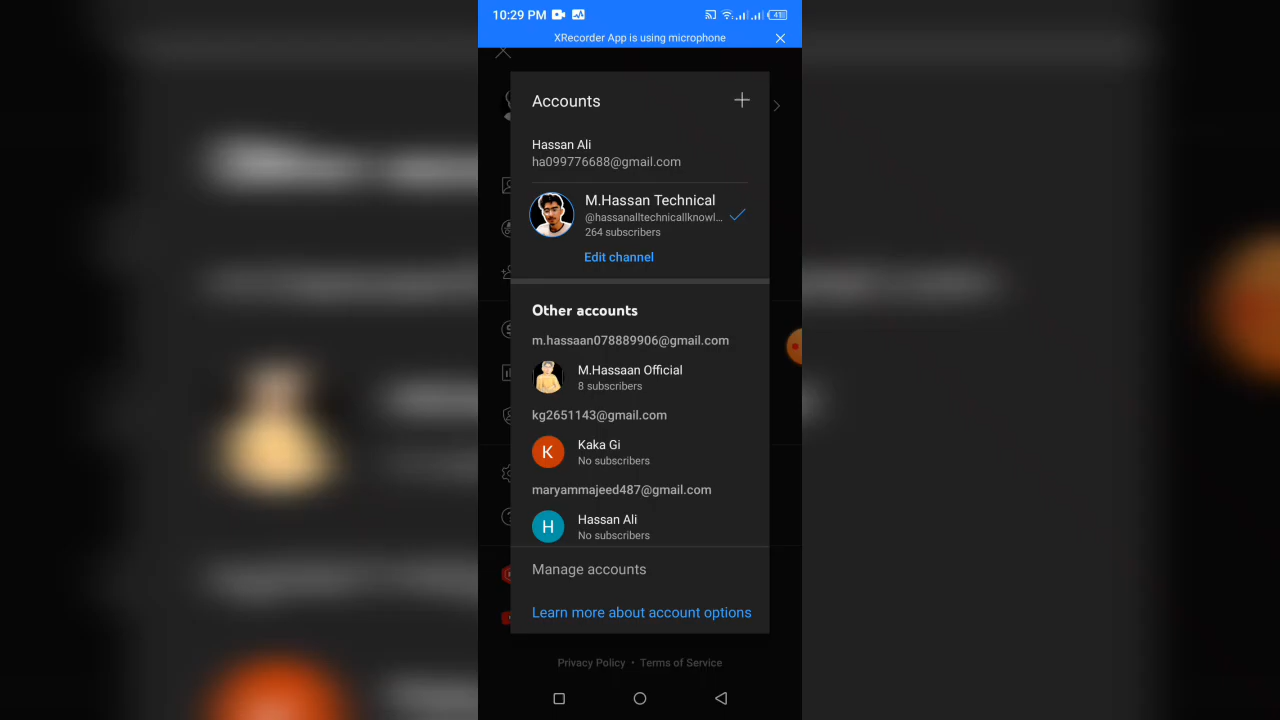 10:29 PM
41
XRecorder App is using microphone
Accounts
Hassan Ali
ha099776688@gmail.com
M.Hassan Technical
@hassanalltechnicallknowl...
264 subscribers
Edit channel
Other accounts
m.hassaan078889906@gmail.com
M.Hassaan Official
8 subscribers
kg2651143@gmail.com
K
Kaka Gi
No subscribers
maryammajeed487@gmail.com
H
Hassan Ali
No subscribers
Manage accounts
Learn more about account options
Privacy Policy • Terms of Service